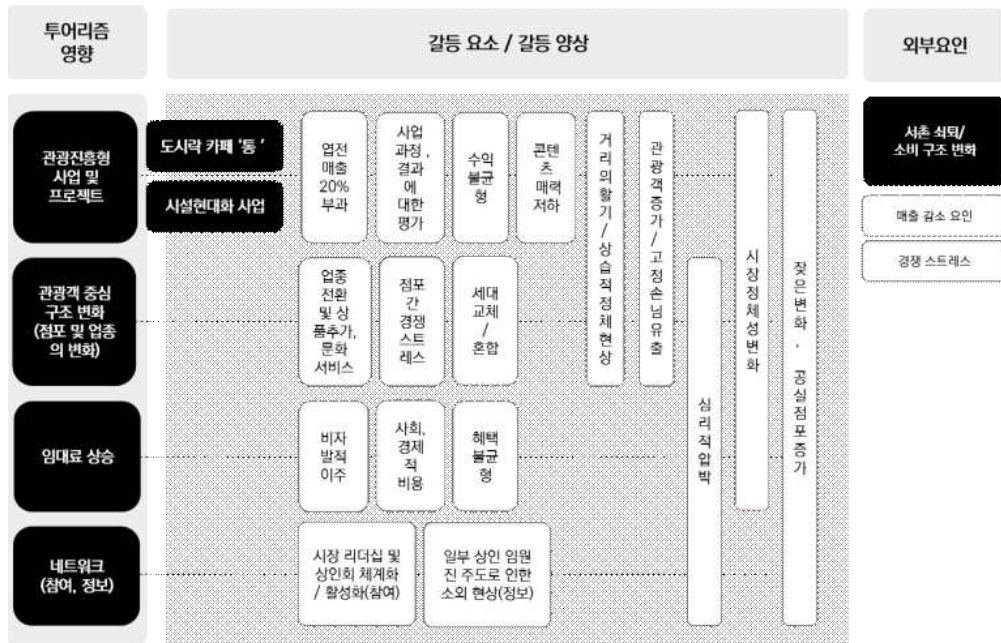 투어리즘
영향
갈등 요소 / 갈등 양상
외부요인
관광진흥형
사업 및
프로젝트
도시락 카페 '통 '
시설현대화 사업
엽전
매출
20%
부과
사업
과정 ,
결과
에
대한
평가
수익
불균
형
콘텐
츠
매력
저하
거리의활기/상습적정체현상
관광객증가/고정손님유출
시장정체성변화
잦은변화 , 공실점포증가
서촌 쇠퇴/
소비 구조 변화
매출 감소 요인
경쟁 스트레스
관광객 중심
구조 변화
(점포 및 업종
의 변화)
업종
전환
및 상
품추가,
문화
서비스
점포
간
경쟁
스트
레스
세대
교체
/
혼합
심리적압박
임대료 상승
비자
발적
이주
사회,
경제
적
비용
혜택
불균
형
네트워크
(참여, 정보)
시장 리더십 및
상인회 체계화
/ 활성화(참여)
일부 상인 임원
진 주도로 인한
소외 현상(정보)